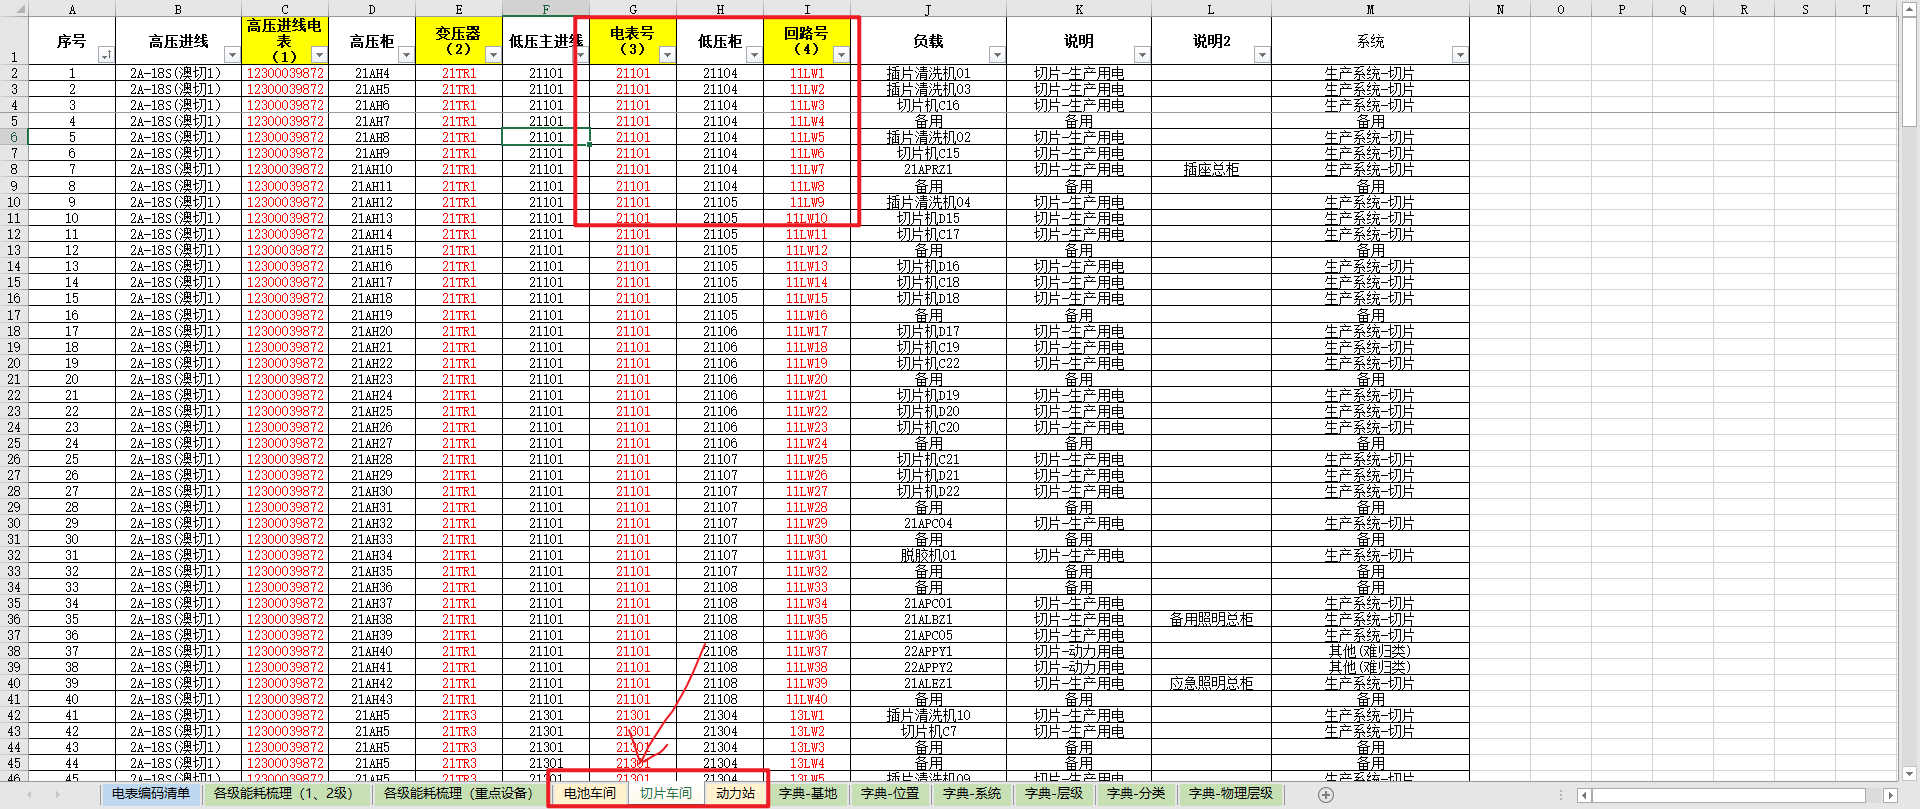 A B C D E F G H I J K L M N O P Q R S T
1 序号 高压进线 高压进线电表（1） 高压柜 变压器（2） 低压主进线 电表号（3） 低压柜 回路号（4） 负载 说明 说明2 系统
2 1 2A-18S(澳切1) 12300039872 21AH4 21TR1 21101 21101 21104 11LW1 插片清洗机01 切片-生产用电 生产系统-切片
3 2 2A-18S(澳切1) 12300039872 21AH5 21TR1 21101 21101 21104 11LW2 插片清洗机03 切片-生产用电 生产系统-切片
4 3 2A-18S(澳切1) 12300039872 21AH6 21TR1 21101 21101 21104 11LW3 切片机C16 切片-生产用电 生产系统-切片
5 4 2A-18S(澳切1) 12300039872 21AH7 21TR1 21101 21101 21104 11LW4 备用 备用 备用
6 5 2A-18S(澳切1) 12300039872 21AH8 21TR1 21101 21101 21104 11LW5 插片清洗机02 切片-生产用电 生产系统-切片
7 6 2A-18S(澳切1) 12300039872 21AH9 21TR1 21101 21101 21104 11LW6 切片机C15 切片-生产用电 生产系统-切片
8 7 2A-18S(澳切1) 12300039872 21AH10 21TR1 21101 21101 21104 11LW7 21APRZ1 切片-生产用电 插座总柜 生产系统-切片
9 8 2A-18S(澳切1) 12300039872 21AH11 21TR1 21101 21101 21104 11LW8 备用 备用 备用
10 9 2A-18S(澳切1) 12300039872 21AH12 21TR1 21101 21101 21105 11LW9 插片清洗机04 切片-生产用电 生产系统-切片
11 10 2A-18S(澳切1) 12300039872 21AH13 21TR1 21101 21101 21105 11LW10 切片机D15 切片-生产用电 生产系统-切片
12 11 2A-18S(澳切1) 12300039872 21AH14 21TR1 21101 21101 21105 11LW11 切片机C17 切片-生产用电 生产系统-切片
13 12 2A-18S(澳切1) 12300039872 21AH15 21TR1 21101 21101 21105 11LW12 备用 备用 备用
14 13 2A-18S(澳切1) 12300039872 21AH16 21TR1 21101 21101 21105 11LW13 切片机D16 切片-生产用电 生产系统-切片
15 14 2A-18S(澳切1) 12300039872 21AH17 21TR1 21101 21101 21105 11LW14 切片机C18 切片-生产用电 生产系统-切片
16 15 2A-18S(澳切1) 12300039872 21AH18 21TR1 21101 21101 21105 11LW15 切片机D18 切片-生产用电 生产系统-切片
17 16 2A-18S(澳切1) 12300039872 21AH19 21TR1 21101 21101 21105 11LW16 备用 备用 备用
18 17 2A-18S(澳切1) 12300039872 21AH20 21TR1 21101 21101 21106 11LW17 切片机D17 切片-生产用电 生产系统-切片
19 18 2A-18S(澳切1) 12300039872 21AH21 21TR1 21101 21101 21106 11LW18 切片机C19 切片-生产用电 生产系统-切片
20 19 2A-18S(澳切1) 12300039872 21AH22 21TR1 21101 21101 21106 11LW19 切片机C22 切片-生产用电 生产系统-切片
21 20 2A-18S(澳切1) 12300039872 21AH23 21TR1 21101 21101 21106 11LW20 备用 备用 备用
22 21 2A-18S(澳切1) 12300039872 21AH24 21TR1 21101 21101 21106 11LW21 切片机D19 切片-生产用电 生产系统-切片
23 22 2A-18S(澳切1) 12300039872 21AH25 21TR1 21101 21101 21106 11LW22 切片机D20 切片-生产用电 生产系统-切片
24 23 2A-18S(澳切1) 12300039872 21AH26 21TR1 21101 21101 21106 11LW23 切片机C20 切片-生产用电 生产系统-切片
25 24 2A-18S(澳切1) 12300039872 21AH27 21TR1 21101 21101 21106 11LW24 备用 备用 备用
26 25 2A-18S(澳切1) 12300039872 21AH28 21TR1 21101 21101 21107 11LW25 切片机C21 切片-生产用电 生产系统-切片
27 26 2A-18S(澳切1) 12300039872 21AH29 21TR1 21101 21101 21107 11LW26 切片机D21 切片-生产用电 生产系统-切片
28 27 2A-18S(澳切1) 12300039872 21AH30 21TR1 21101 21101 21107 11LW27 切片机D22 切片-生产用电 生产系统-切片
29 28 2A-18S(澳切1) 12300039872 21AH31 21TR1 21101 21101 21107 11LW28 备用 备用 备用
30 29 2A-18S(澳切1) 12300039872 21AH32 21TR1 21101 21101 21107 11LW29 21APC04 切片-生产用电 生产系统-切片
31 30 2A-18S(澳切1) 12300039872 21AH33 21TR1 21101 21101 21107 11LW30 备用 备用 备用
32 31 2A-18S(澳切1) 12300039872 21AH34 21TR1 21101 21101 21107 11LW31 脱胶机01 切片-生产用电 生产系统-切片
33 32 2A-18S(澳切1) 12300039872 21AH35 21TR1 21101 21101 21107 11LW32 备用 备用 备用
34 33 2A-18S(澳切1) 12300039872 21AH36 21TR1 21101 21101 21108 11LW33 备用 备用 备用
35 34 2A-18S(澳切1) 12300039872 21AH37 21TR1 21101 21101 21108 11LW34 21APC01 切片-生产用电 生产系统-切片
36 35 2A-18S(澳切1) 12300039872 21AH38 21TR1 21101 21101 21108 11LW35 21ALBZ1 切片-生产用电 备用照明总柜 生产系统-切片
37 36 2A-18S(澳切1) 12300039872 21AH39 21TR1 21101 21101 21108 11LW36 21APC05 切片-生产用电 生产系统-切片
38 37 2A-18S(澳切1) 12300039872 21AH40 21TR1 21101 21101 21108 11LW37 22APPY1 切片-动力用电 其他(难归类)
39 38 2A-18S(澳切1) 12300039872 21AH41 21TR1 21101 21101 21108 11LW38 22APPY2 切片-动力用电 其他(难归类)
40 39 2A-18S(澳切1) 12300039872 21AH42 21TR1 21101 21101 21108 11LW39 21ALEZ1 切片-生产用电 应急照明总柜 生产系统-切片
41 40 2A-18S(澳切1) 12300039872 21AH43 21TR1 21101 21101 21108 11LW40 备用 备用 备用
42 41 2A-18S(澳切1) 12300039872 21AH5 21TR3 21301 21301 21304 13LW1 插片清洗机10 切片-生产用电 生产系统-切片
43 42 2A-18S(澳切1) 12300039872 21AH5 21TR3 21301 21301 21304 13LW2 切片机C7 切片-生产用电 生产系统-切片
44 43 2A-18S(澳切1) 12300039872 21AH5 21TR3 21301 21301 21304 13LW3 备用 备用 备用
45 44 2A-18S(澳切1) 12300039872 21AH5 21TR3 21301 21301 21304 13LW4 备用 备用 备用
46 45 2A-18S(澳切1) 12300039872 21AH5 21TR3 21301 21301 21304 13LW5 插片清洗机09 切片-生产用电 生产系统-切片
电表编码清单 各级能耗梳理（1、2级） 各级能耗梳理（重点设备） 电池车间 切片车间 动力站 字典-基地 字典-位置 字典-系统 字典-层级 字典-分类 字典-物理层级